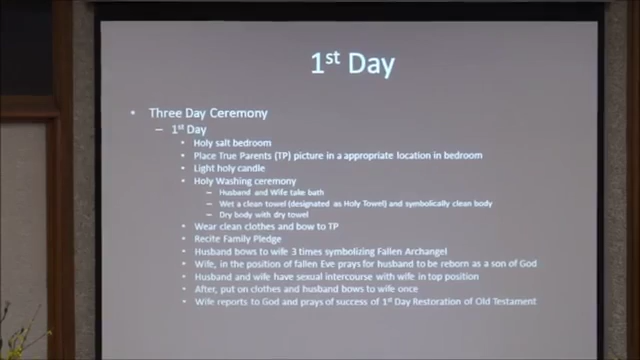 1st Day
• Three Day Ceremony
– 1st Day
• Holy salt bedroom
• Place True Parents (TP) picture in a appropriate location in bedroom
• Light holy candle
• Holy Washing ceremony
– Husband and Wife take bath
– Wet a clean towel (designated as Holy Towel) and symbolically clean body
– Dry body with dry towel
• Wear clean clothes and bow to TP
• Recite Family Pledge
• Husband bows to wife 3 times symbolizing Fallen Archangel
• Wife, in the position of fallen Eve prays for husband to be reborn as a son of God
• Husband and wife have sexual intercourse with wife in top position
• After, put on clothes and husband bows to wife once
• Wife reports to God and prays of success of 1st Day Restoration of Old Testament